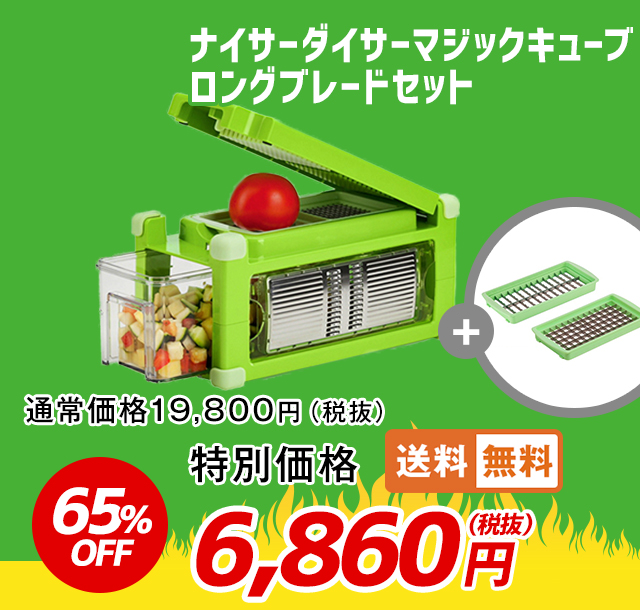 ナイサーダイサーマジックキューブ
ロングブレードセット
+
通常価格19,800円(税抜)
特別価格
送料 無料
65%
OFF
6,860円(税抜)